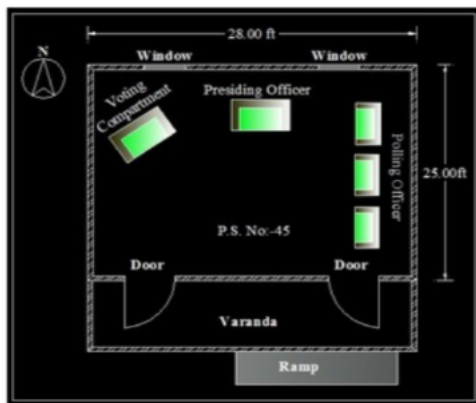 28.00 ft
N
Window
Window
Voting
Compartment
Presiding Officer
Polling Officer
25.00ft
P.S. No:-45
Door
Door
Varanda
Ramp